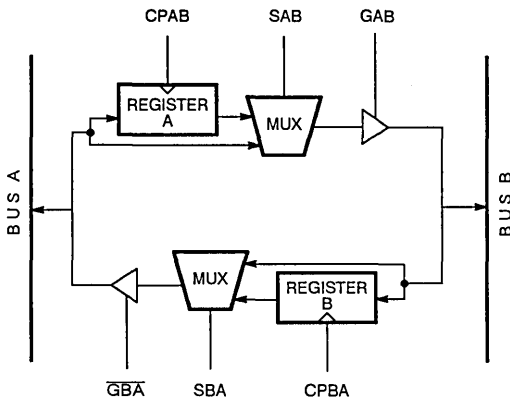 CPAB
SAB
GAB
REGISTER
A
MUX
BUS A
BUS B
MUX
REGISTER
B
GBA
SBA
CPBA